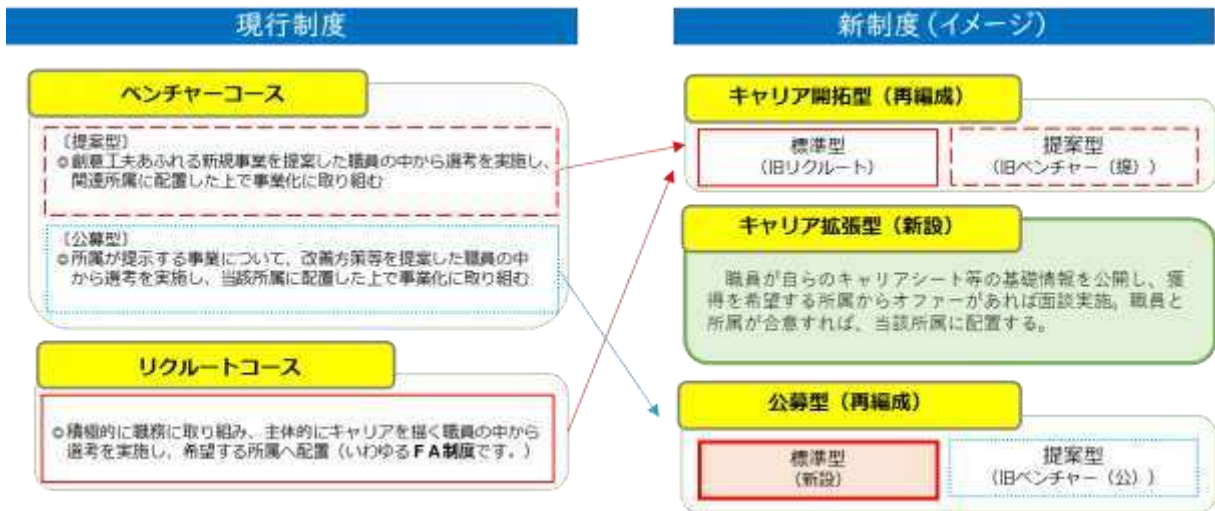 現行制度
ベンチャーコース
〔提案型〕
◎創意工夫あふれる新規事業を提案した職員の中から選考を実施し、
関連所属に配置した上で事業化に取り組む
〔公募型〕
◎所属が提示する事業について、改善方策等を提案した職員の中
から選考を実施し、当該所属に配置した上で事業化に取り組む
リクルートコース
◎積極的に職務に取り組み、主体的にキャリアを描く職員の中から
選考を実施し、希望する所属へ配置（いわゆるＦＡ制度です。）
新制度（イメージ）
キャリア開拓型（再編成）
標準型
（旧リクルート）
提案型
（旧ベンチャー（提））
キャリア拡張型（新設）
職員が自らのキャリアシート等の基礎情報を公開し、獲
得を希望する所属からオファーがあれば面談実施。職員と
所属が合意すれば、当該所属に配置する。
公募型（再編成）
標準型
（新設）
提案型
（旧ベンチャー（公））